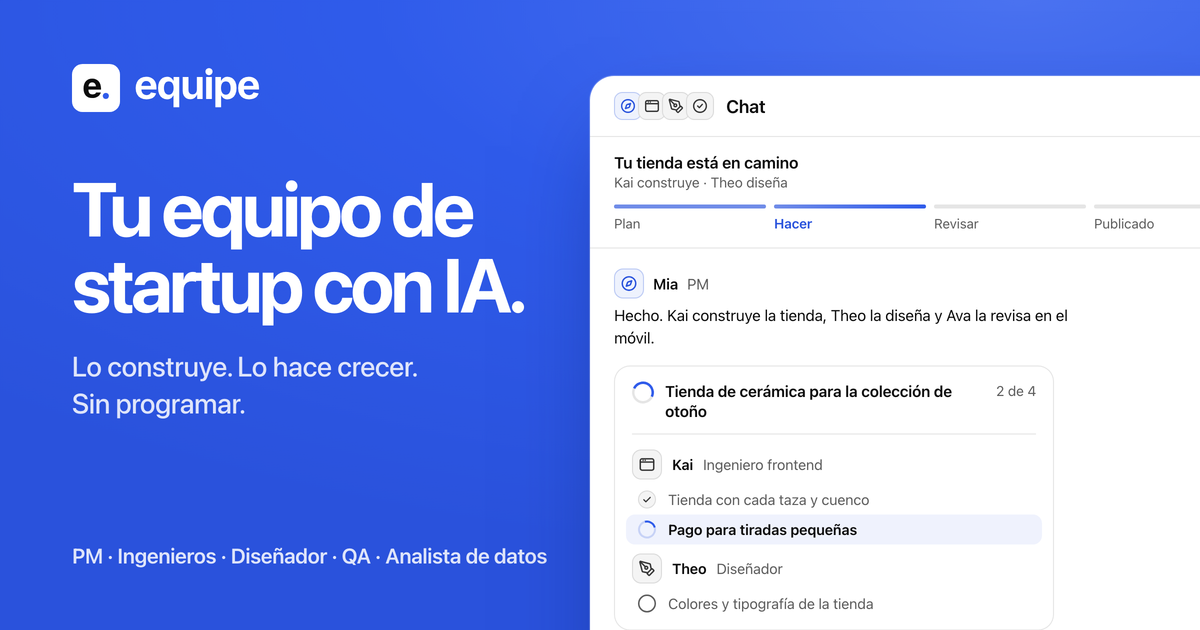 e. equipe
Tu equipo de
startup con IA.
Lo construye. Lo hace crecer.
Sin programar.
PM · Ingenieros · Diseñador · QA · Analista de datos
Chat
Tu tienda está en camino
Kai construye · Theo diseña
Plan Hacer Revisar Publicado
Mia PM
Hecho. Kai construye la tienda, Theo la diseña y Ava la revisa en el
móvil.
Tienda de cerámica para la colección de 2 de 4
otoño
Kai Ingeniero frontend
Tienda con cada taza y cuenco
Pago para tiradas pequeñas
Theo Diseñador
Colores y tipografía de la tienda